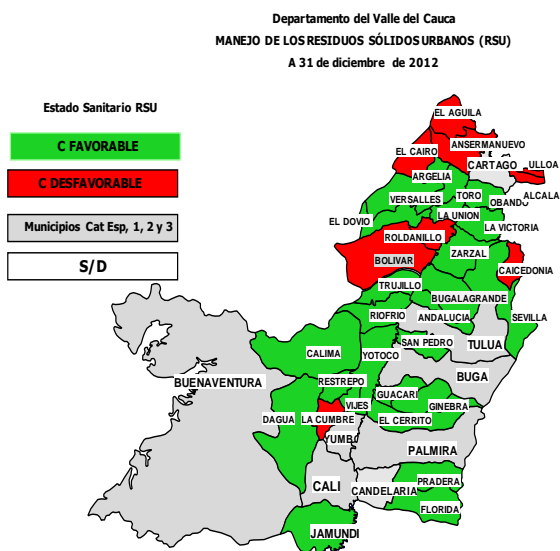 Departamento del Valle del Cauca
MANEJO DE LOS RESIDUOS SÓLIDOS URBANOS (RSU)
A 31 de diciembre de 2012
Estado Sanitario RSU
C FAVORABLE
C DESFAVORABLE
Municipios Cat Esp, 1, 2 y 3
S/D
EL AGUILA
ANSERMANUEVO
EL CAIRO
CARTAGO
ULLOA
ARGELIA
ALCALA
TORO
VERSALLES
OBANDO
LA UNION
EL DOVIO
LA VICTORIA
ROLDANILLO
ZARZAL
BOLIVAR
CAICEDONIA
TRUJILLO
BUGALAGRANDE
RIOFRIO
ANDALUCIA
SEVILLA
SAN PEDRO
TULUA
CALIMA
YOTOCO
BUGA
BUENAVENTURA
RESTREPO
GUACARI
VIJES
GINEBRA
DAGUA
LA CUMBRE
EL CERRITO
YUMBO
PALMIRA
CALI
CANDELARIA
PRADERA
FLORIDA
JAMUNDI